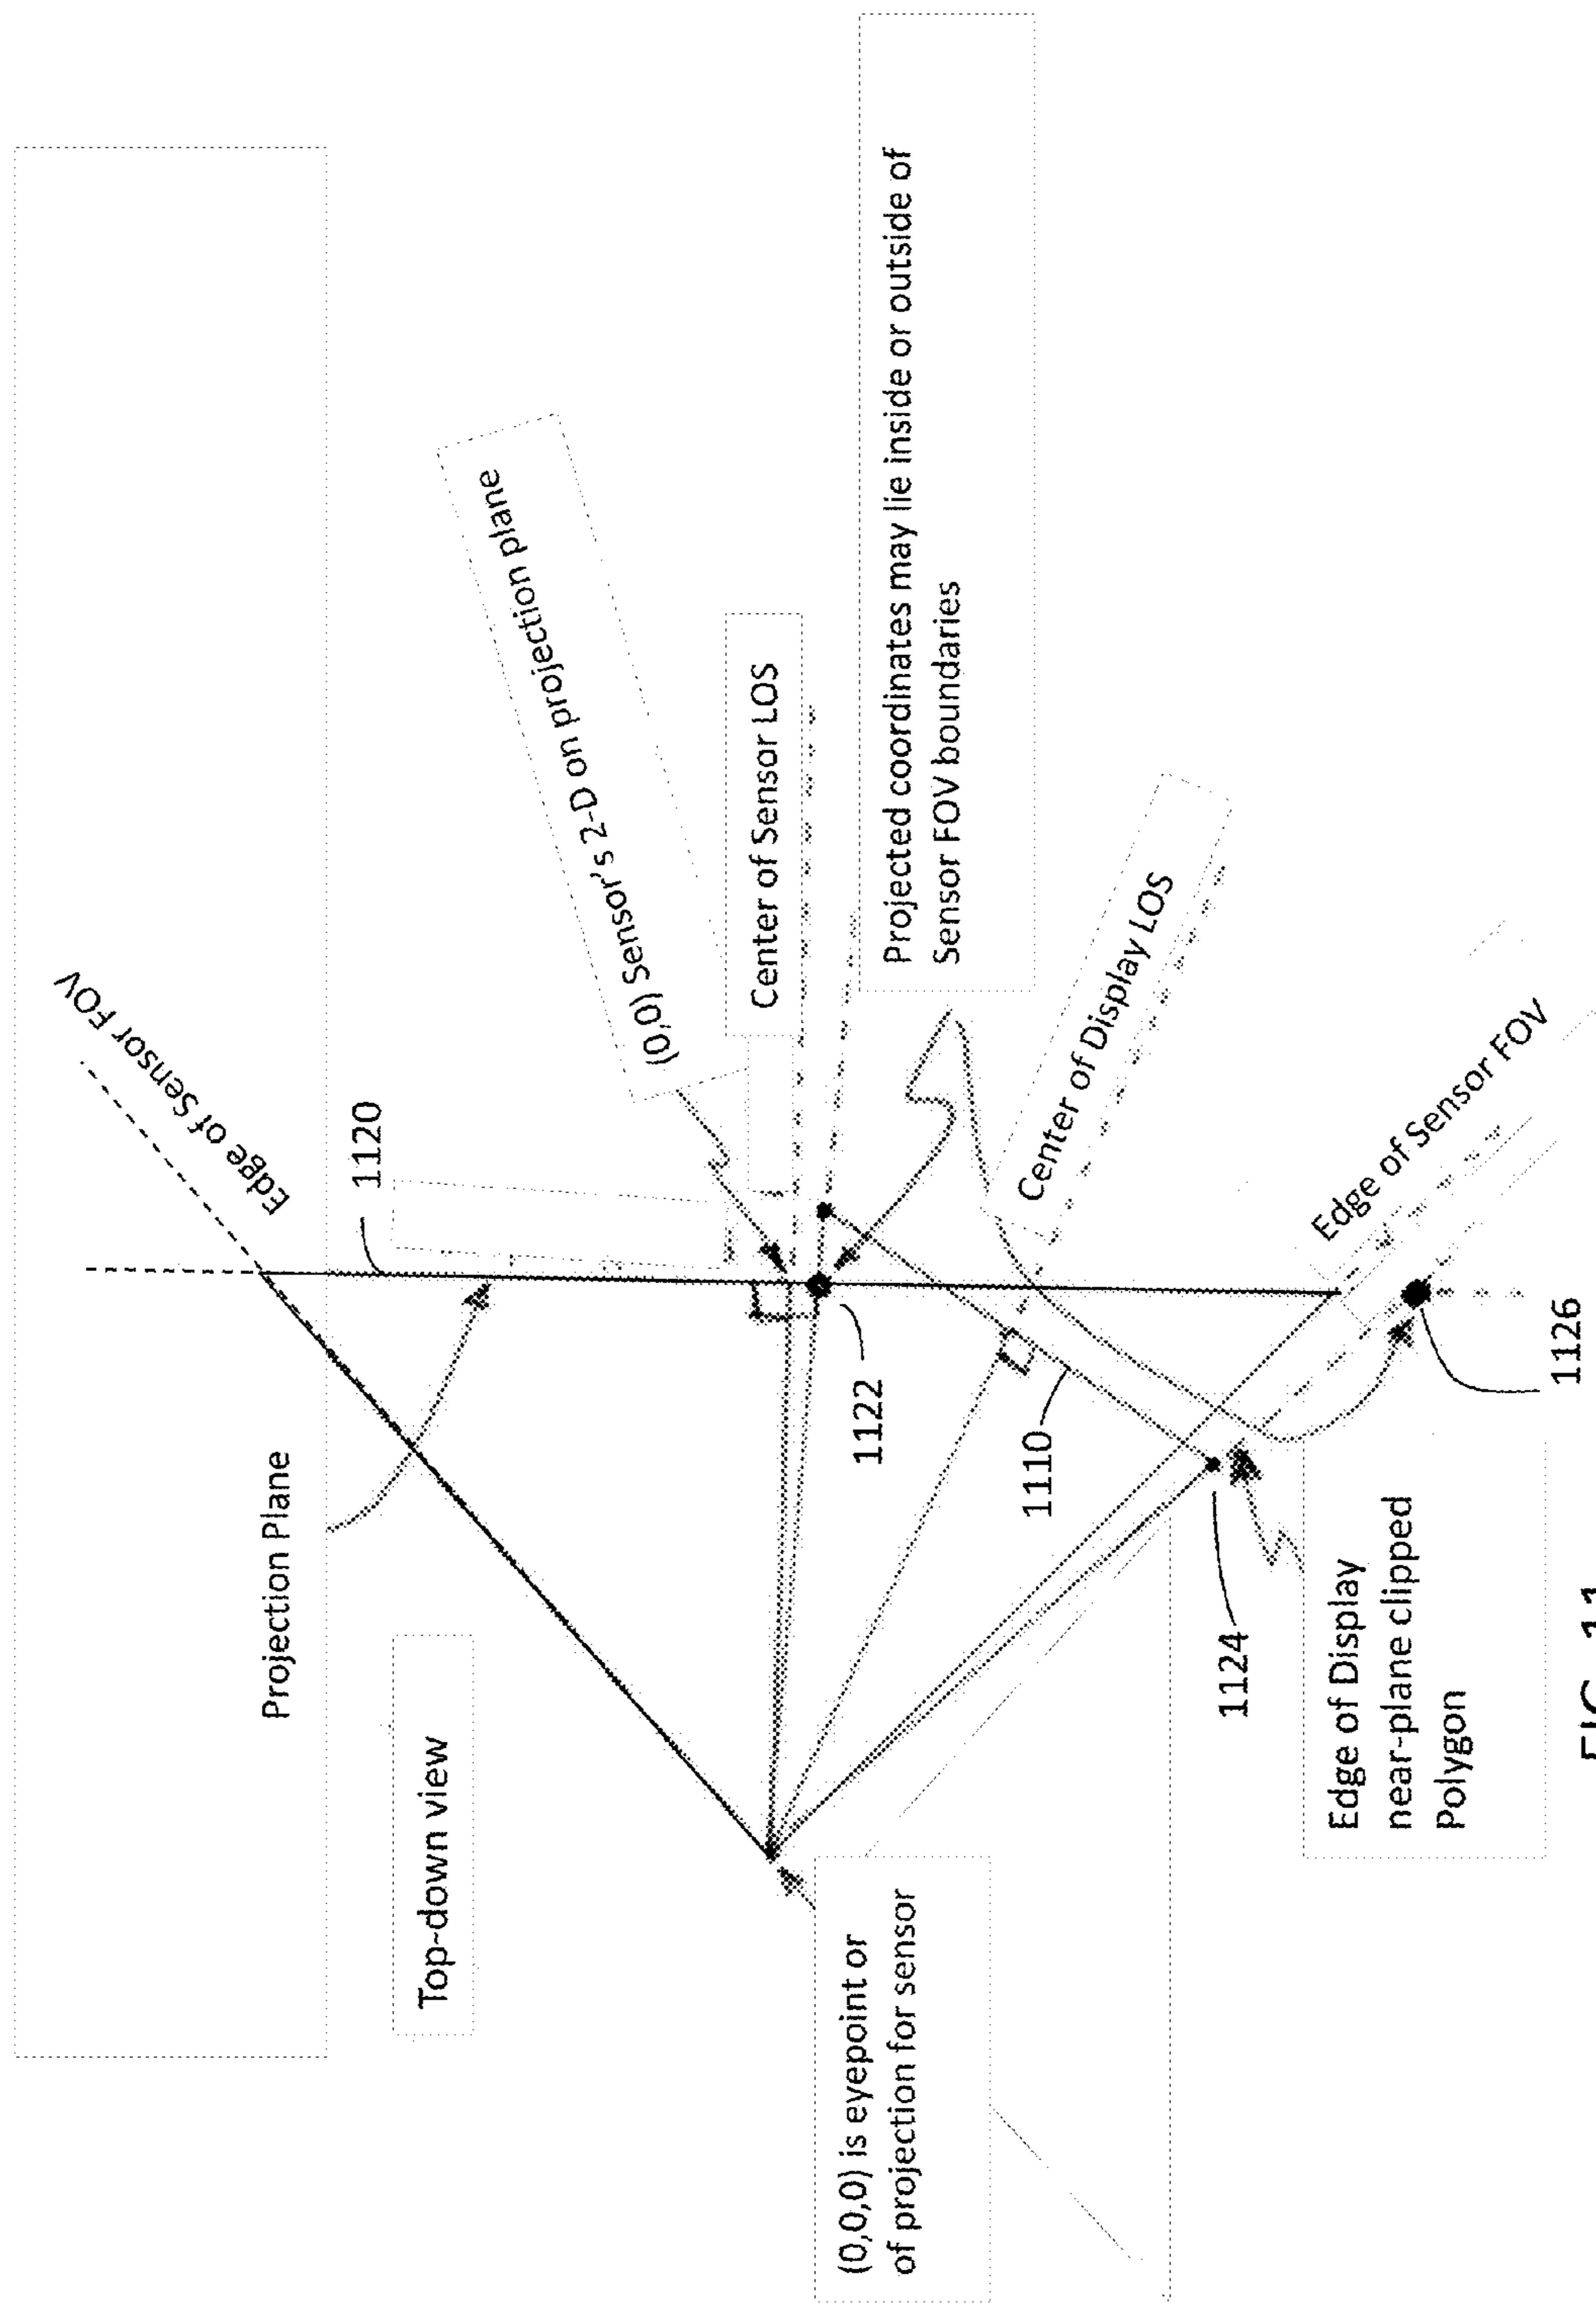 Edge of Sensor FOV
Projection Plane
1120
Top-down view
(0,0) Sensor's 2-D on projection plane
Center of Sensor LOS
Projected coordinates may lie inside or outside of
Sensor FOV boundaries
1122
Center of Display LOS
1110
(0,0,0) is eyepoint or
of projection for sensor
1124
Edge of Sensor FOV
Edge of Display
near-plane clipped
Polygon
1126
FIG. 11